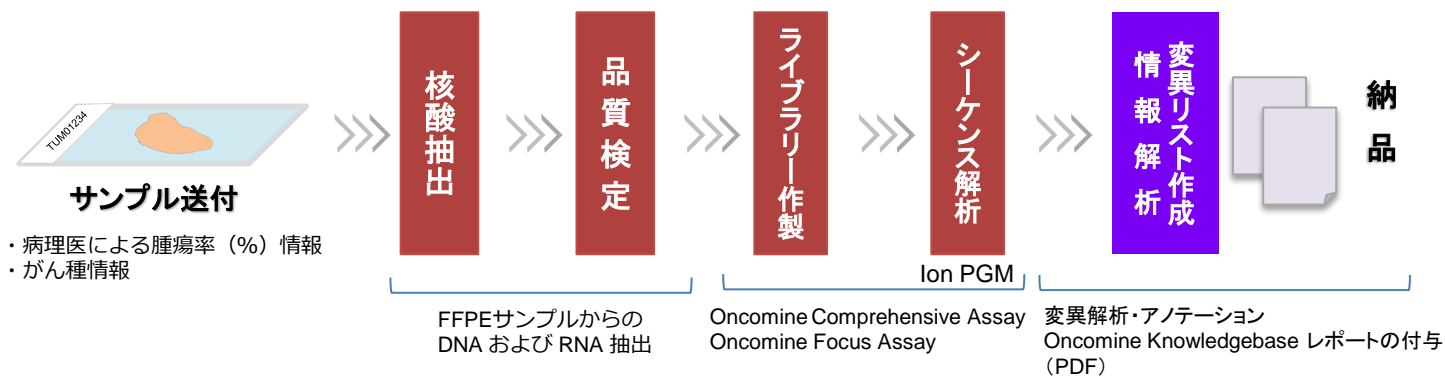 TUM01234
サンプル送付
・病理医による腫瘍率（%）情報
・がん種情報
核酸抽出
品質検定
FFPEサンプルからの
DNA および RNA 抽出
ライブラリー作製
シーケンス解析
Ion PGM
Oncomine Comprehensive Assay
Oncomine Focus Assay
変異リスト作成
情報解析
変異解析・アノテーション
Oncomine Knowledgebase レポートの付与
（PDF）
納品